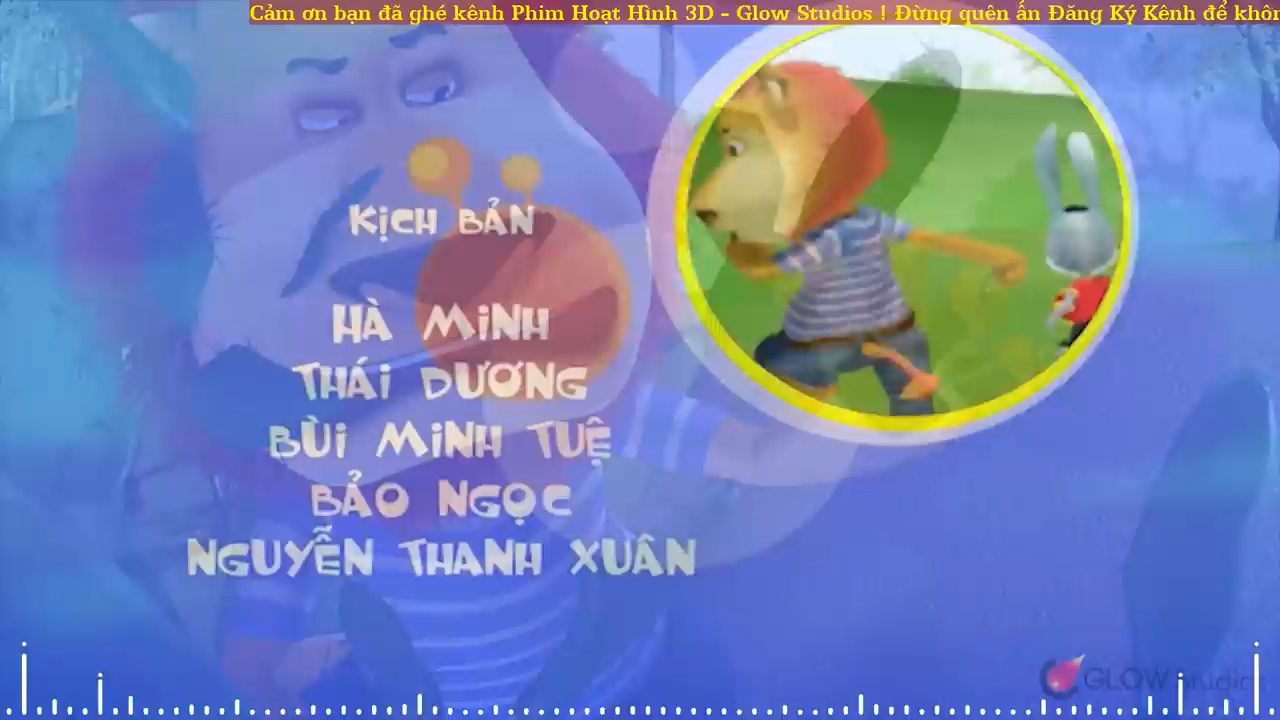 Cảm ơn bạn đã ghé kênh Phim Hoạt Hình 3D - Glow Studios ! Đừng quên ấn Đăng Ký Kênh để
KỊCH BẢN
HÀ MINH
THÁI DƯƠNG
BÙI MINH TUỆ
BẢO NGỌC
NGUYỄN THANH XUÂN
GLOW Studios